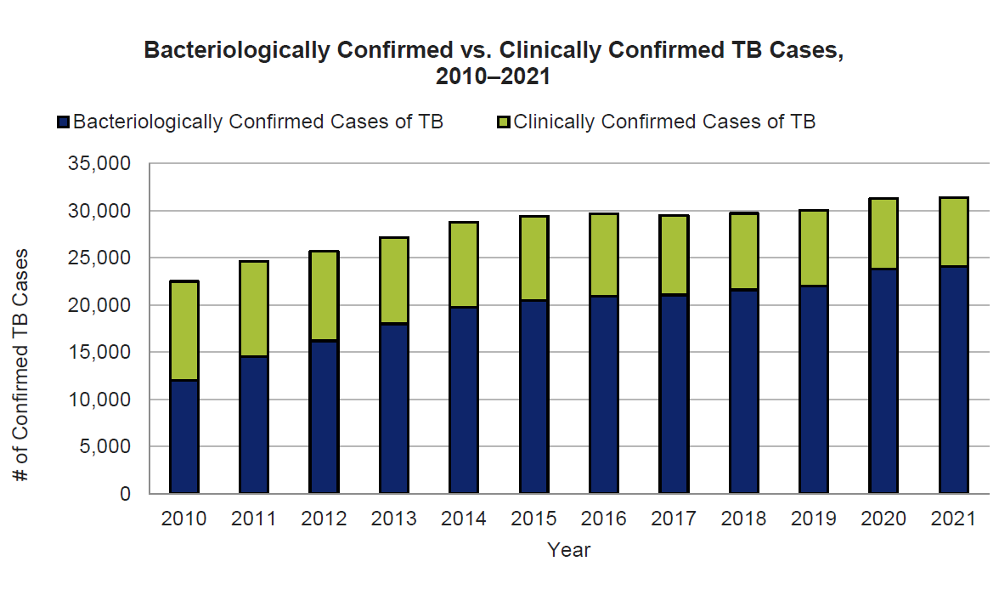 Bacteriologically Confirmed vs. Clinically Confirmed TB Cases,
2010–2021
Bacteriologically Confirmed Cases of TB
Clinically Confirmed Cases of TB
35,000
30,000
25,000
20,000
15,000
10,000
5,000
0
# of Confirmed TB Cases
2010 2011 2012 2013 2014 2015 2016 2017 2018 2019 2020 2021
Year